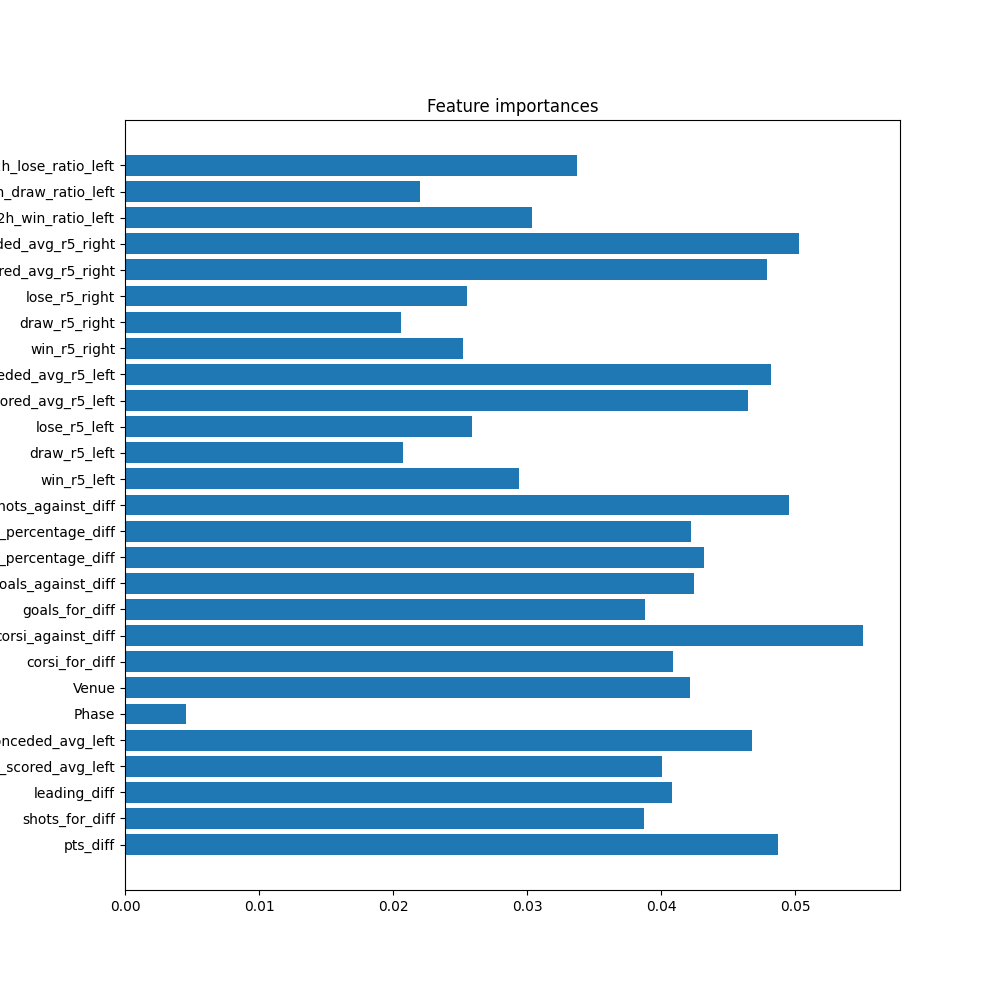 Feature importances
h_lose_ratio_left
h_draw_ratio_left
2h_win_ratio_left
ded_avg_r5_right
red_avg_r5_right
lose_r5_right
draw_r5_right
win_r5_right
eded_avg_r5_left
ored_avg_r5_left
lose_r5_left
draw_r5_left
win_r5_left
hots_against_diff
_percentage_diff
_percentage_diff
oals_against_diff
goals_for_diff
corsi_against_diff
corsi_for_diff
Venue
Phase
onceded_avg_left
_scored_avg_left
leading_diff
shots_for_diff
pts_diff
0.00 0.01 0.02 0.03 0.04 0.05